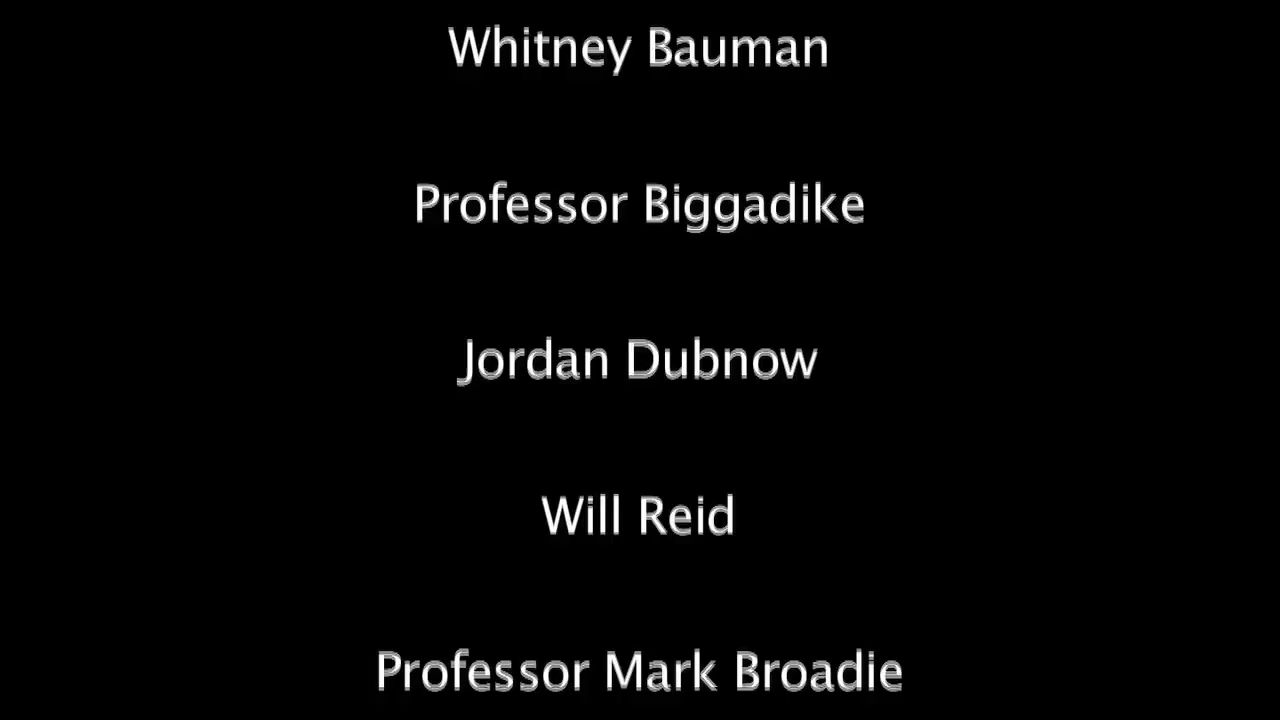 Whitney Bauman
Professor Biggadike
Jordan Dubnow
Will Reid
Professor Mark Broadie